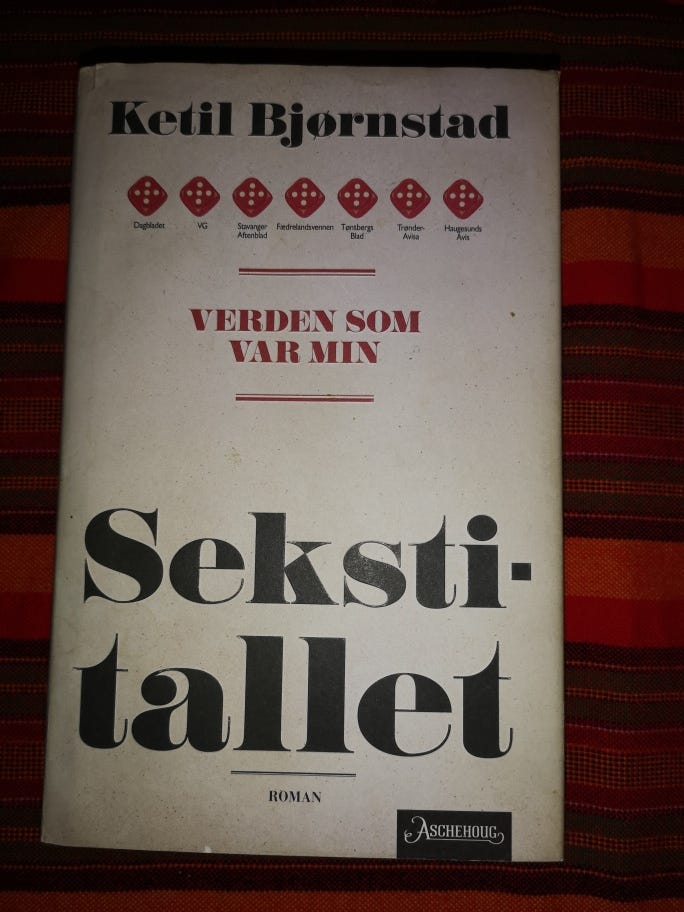 Ketil Bjørnstad
Dagbladet VG Stavanger Aftenblad Fædrelandsvennen Tønsbergs Blad Trønder-Avisa Haugesunds Avis
VERDEN SOM
VAR MIN
Seksti-
tallet
ROMAN
ASCHEHOUG